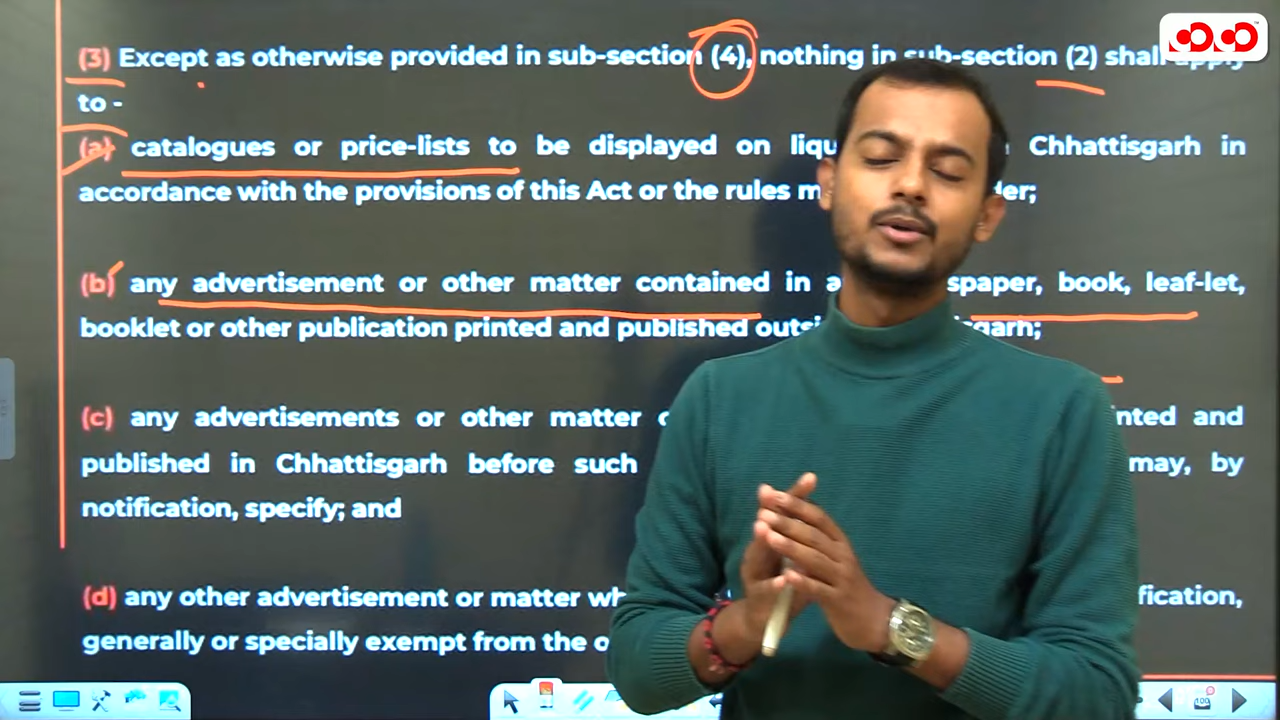 (3) Except as otherwise provided in sub-section (4), nothing in sub-section (2) shall apply
to -
(a) catalogues or price-lists to be displayed on Chhattisgarh in
accordance with the provisions of this Act or the rules
(b) any advertisement or other matter contained in book, leaf-let,
booklet or other publication printed and published
(c) any advertisements or other matter and
published in Chhattisgarh before such may, by
notification, specify; and
(d) any other advertisement or matter
generally or specially exempt from the